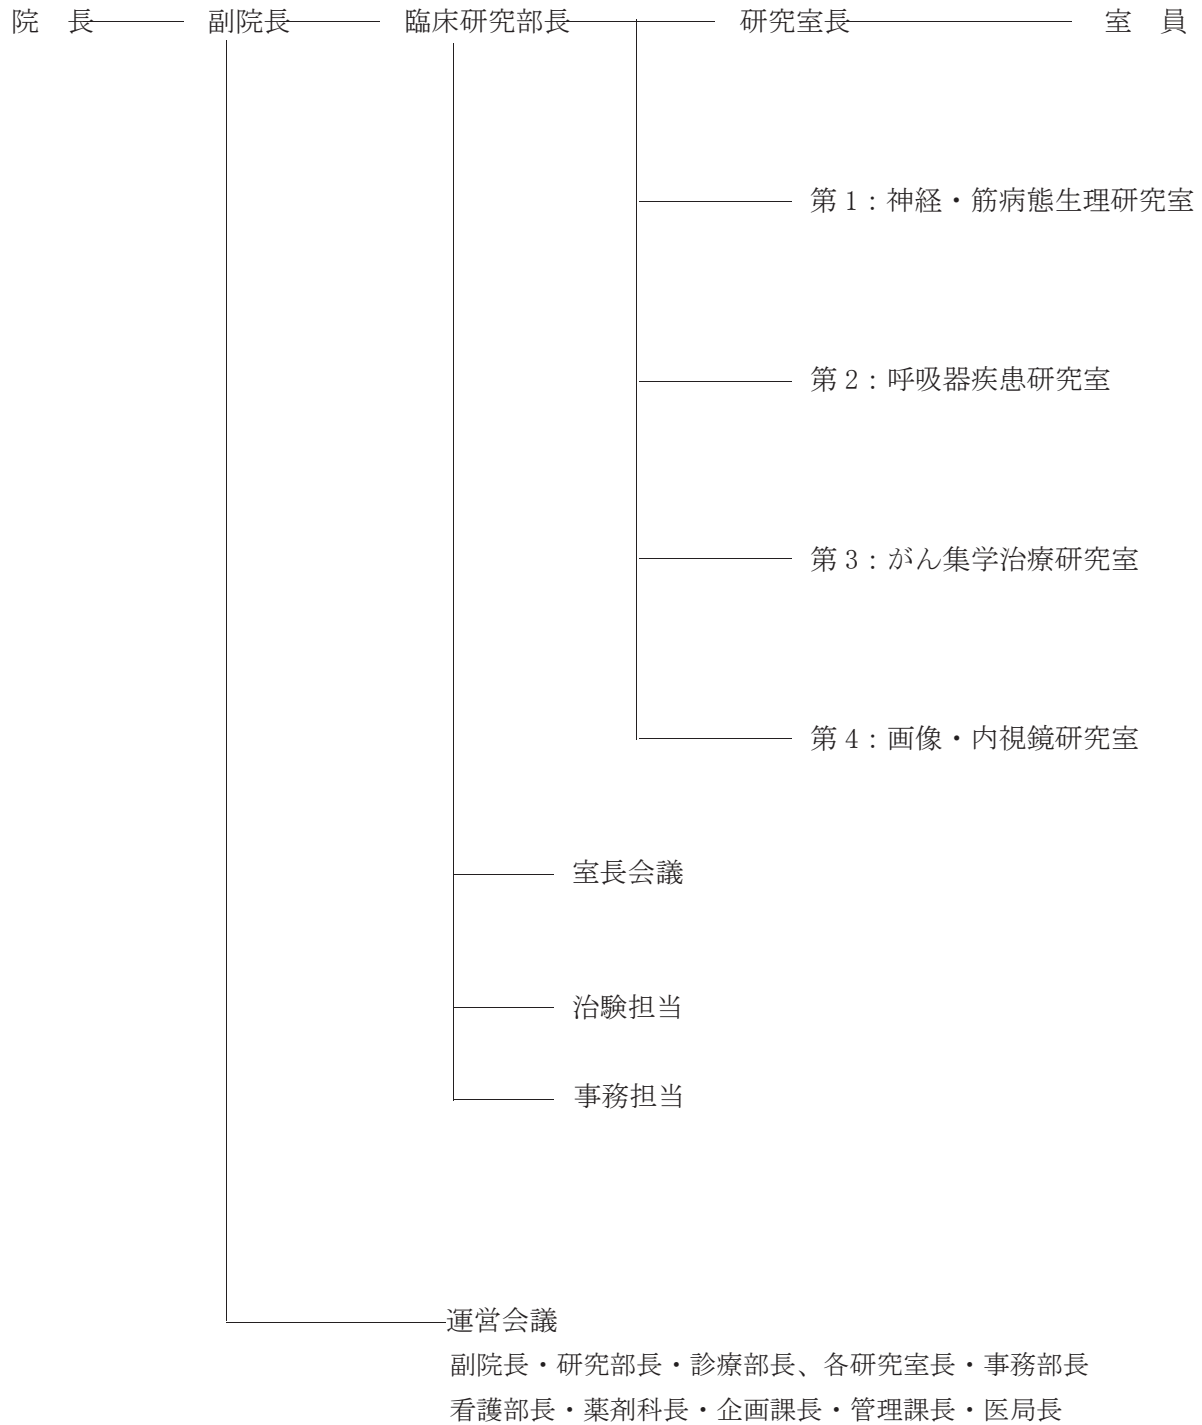 院　長 副院長 臨床研究部長 研究室長 室　員
第1：神経・筋病態生理研究室
第2：呼吸器疾患研究室
第3：がん集学治療研究室
第4：画像・内視鏡研究室
室長会議
治験担当
事務担当
運営会議
副院長・研究部長・診療部長、各研究室長・事務部長
看護部長・薬剤科長・企画課長・管理課長・医局長